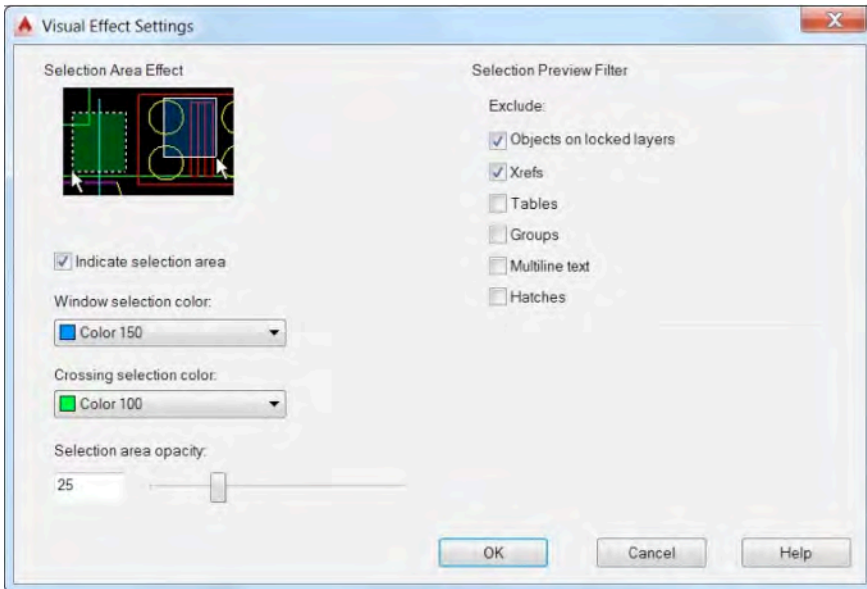 Visual Effect Settings
Selection Area Effect
Indicate selection area
Window selection color:
Color 150
Crossing selection color:
Color 100
Selection area opacity:
25
Selection Preview Filter
Exclude:
Objects on locked layers
Xrefs
Tables
Groups
Multiline text
Hatches
OK
Cancel
Help